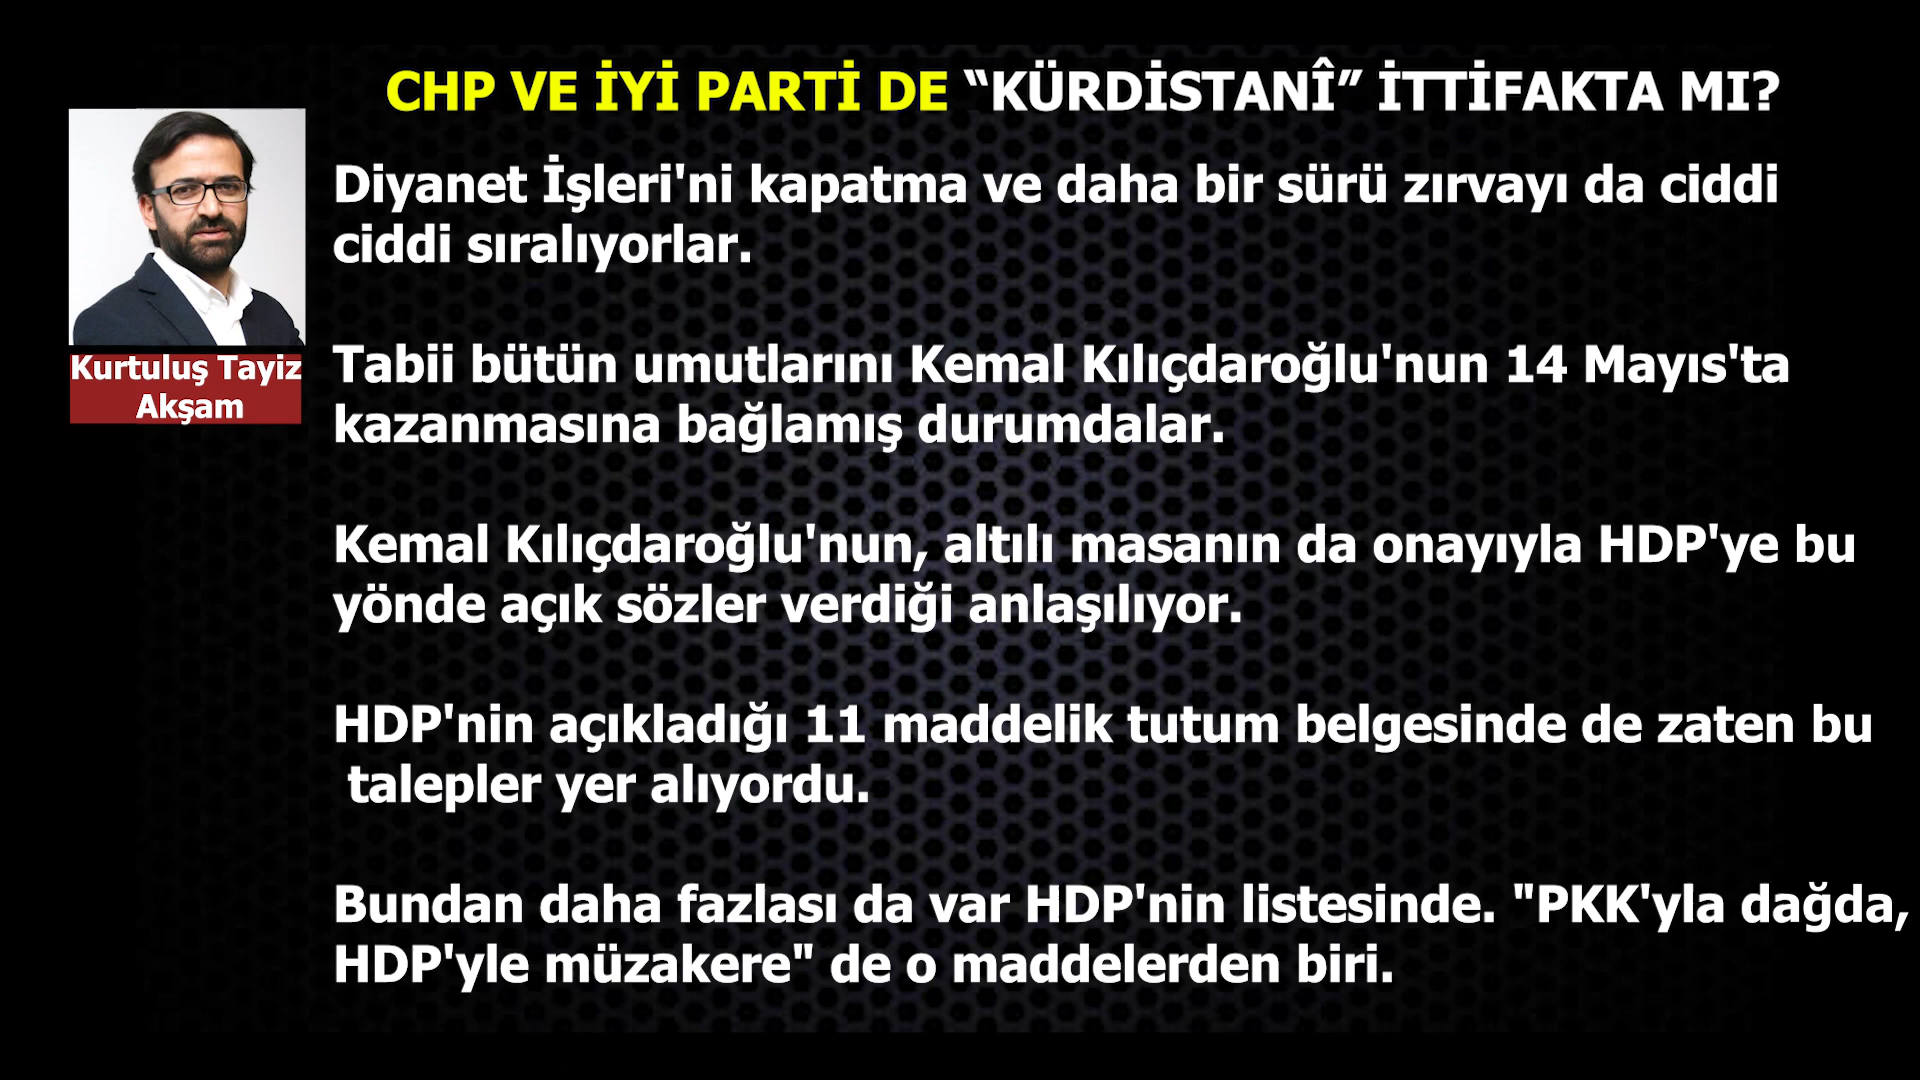 CHP VE İYİ PARTİ DE “KÜRDİSTANÎ” İTTİFAKTA MI?
Kurtuluş Tayiz
Akşam
Diyanet İşleri'ni kapatma ve daha bir sürü zırvayı da ciddi
ciddi sıralıyorlar.
Tabii bütün umutlarını Kemal Kılıçdaroğlu'nun 14 Mayıs'ta
kazanmasına bağlamış durumdalar.
Kemal Kılıçdaroğlu'nun, altılı masanın da onayıyla HDP'ye bu
yönde açık sözler verdiği anlaşılıyor.
HDP'nin açıkladığı 11 maddelik tutum belgesinde de zaten bu
talepler yer alıyordu.
Bundan daha fazlası da var HDP'nin listesinde. "PKK'yla dağda,
HDP'yle müzakere" de o maddelerden biri.